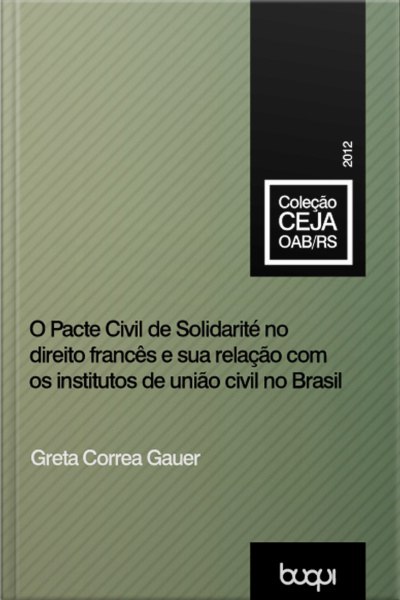 2012
Coleção
CEJA
OAB/RS
O Pacte Civil de Solidarité no
direito francês e sua relação com
os institutos de união civil no Brasil
Greta Correa Gauer
buqui